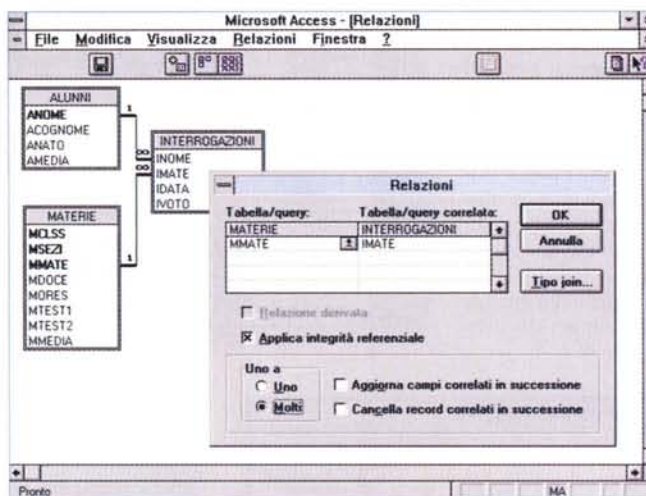 Microsoft Access - [Relazioni]
File Modifica Visualizza Relazioni Finestra ?
ALUNNI
ANOME
ACOGNOME
ANATO
AMEDIA
1
∞
∞
INTERROGAZIONI
INOME
IMATE
IDATA
IVOTO
MATERIE
MCLSS
MSEZI
MMATE
MDOCE
MORES
MTEST1
MTEST2
MMEDIA
1
Relazioni
Tabella/query: Tabella/query correlata:
MATERIE INTERROGAZIONI
MMATE IMATE
OK
Annulla
Tipo join...
Relazione derivata
Applica integrità referenziale
Uno a
Uno
Molti
Aggiorna campi correlati in successione
Cancella record correlati in successione
Pronto MA